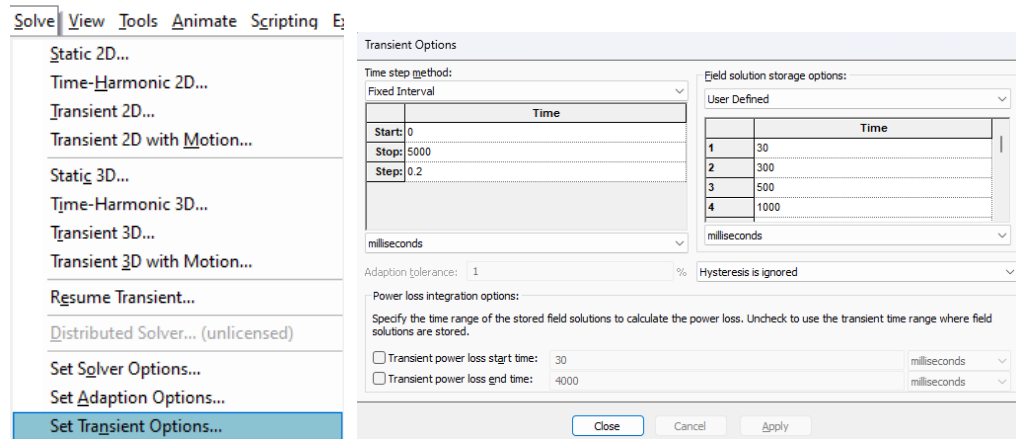 Solve View Tools Animate Scripting
Static 2D...
Time-Harmonic 2D...
Transient 2D...
Transient 2D with Motion...
Static 3D...
Time-Harmonic 3D...
Transient 3D...
Transient 3D with Motion...
Resume Transient...
Distributed Solver... (unlicensed)
Set Solver Options...
Set Adaption Options...
Set Transient Options...
Transient Options
Time step method:
Fixed Interval
Time
Start: 0
Stop: 5000
Step: 0.2
milliseconds
Field solution storage options:
User Defined
Time
1 30
2 300
3 500
4 1000
milliseconds
Adaption tolerance: 1 %
Hysteresis is ignored
Power loss integration options:
Specify the time range of the stored field solutions to calculate the power loss. Uncheck to use the transient time range where field
solutions are stored.
Transient power loss start time: 30 milliseconds
Transient power loss end time: 4000 milliseconds
Close Cancel Apply